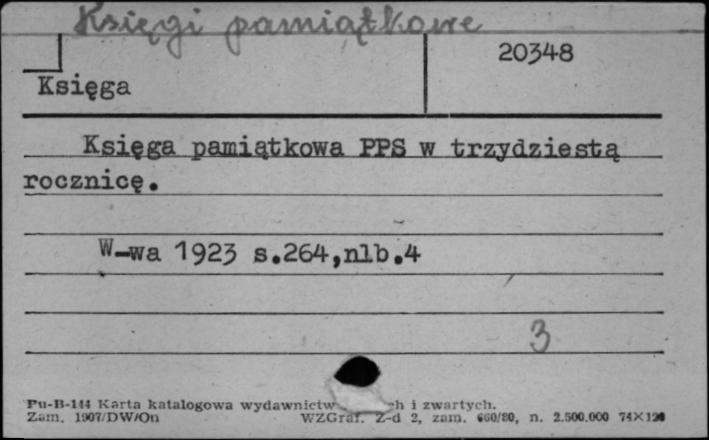 Księgi pamiątkowe
20348
Księga
Księga pamiątkowa PPS w trzydziestą
rocznicę.
W-wa 1923 s.264,nlb.4
3
Pu-B-144 Karta katalogowa wydawnictw i zwartych.
Zam. 1907/DW/On WZGraf. Z-d 2, zam. 660/80, n. 2.500.000 74×120